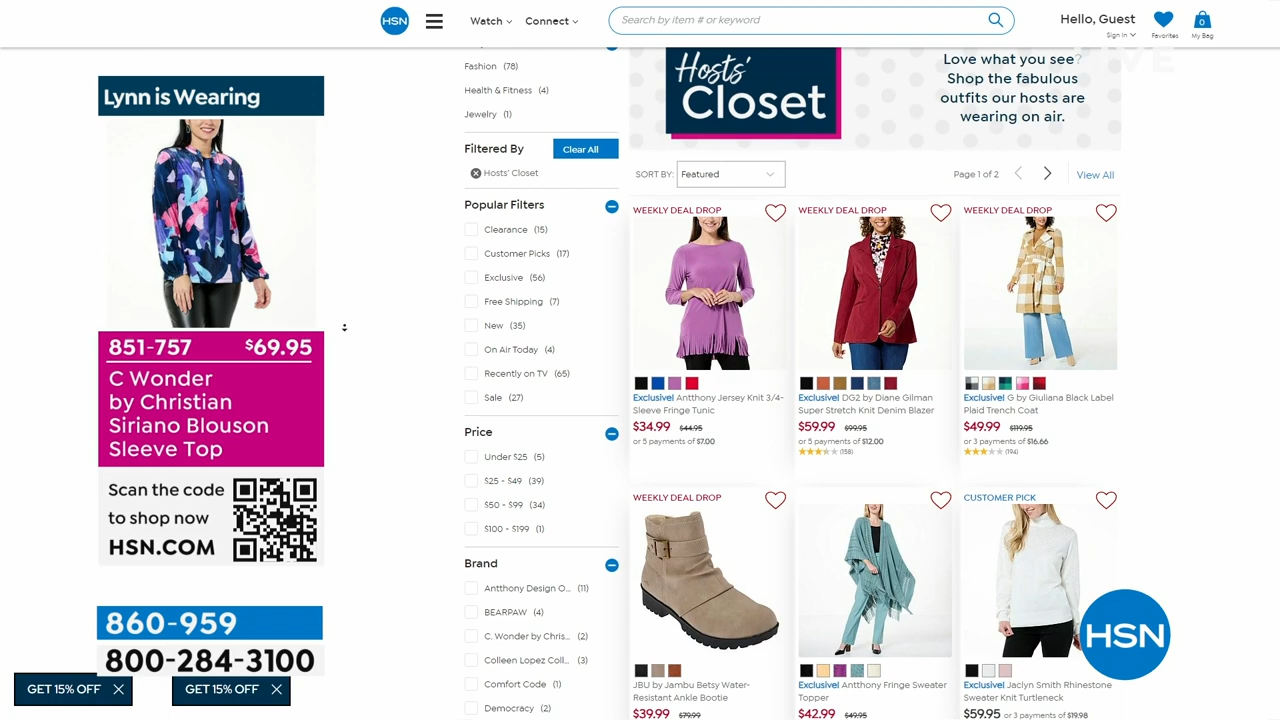 HSN
Watch
Connect
Search by item # or keyword
Hello, Guest
Sign In
Favorites
0
My Bag
LIVE
Lynn is Wearing
851-757 $69.95
C Wonder
by Christian
Siriano Blouson
Sleeve Top
Scan the code
to shop now
HSN.COM
860-959
800-284-3100
GET 15% OFF
GET 15% OFF
Fashion (78)
Health & Fitness (4)
Jewelry (1)
Filtered By
Clear All
Hosts' Closet
Popular Filters
Clearance (15)
Customer Picks (17)
Exclusive (56)
Free Shipping (7)
New (35)
On Air Today (4)
Recently on TV (65)
Sale (27)
Price
Under $25 (5)
$25 - $49 (39)
$50 - $99 (34)
$100 - $199 (1)
Brand
Antthony Design O... (11)
BEARPAW (4)
C. Wonder by Chris... (2)
Colleen Lopez Coll... (3)
Comfort Code (1)
Democracy (2)
Hosts'
Closet
Love what you see?
Shop the fabulous
outfits our hosts are
wearing on air.
SORT BY: Featured
Page 1 of 2
View All
WEEKLY DEAL DROP
Exclusive! Antthony Jersey Knit 3/4-
Sleeve Fringe Tunic
$34.99 $44.95
or 5 payments of $7.00
WEEKLY DEAL DROP
Exclusive! DG2 by Diane Gilman
Super Stretch Knit Denim Blazer
$59.99 $99.95
or 5 payments of $12.00
(158)
WEEKLY DEAL DROP
Exclusive! G by Giuliana Black Label
Plaid Trench Coat
$49.99 $119.95
or 3 payments of $16.66
(194)
WEEKLY DEAL DROP
JBU by Jambu Betsy Water-
Resistant Ankle Bootie
$39.99 $79.99
Exclusive! Antthony Fringe Sweater
Topper
$42.99 $49.95
CUSTOMER PICK
Exclusive! Jaclyn Smith Rhinestone
Sweater Knit Turtleneck
$59.95 or 3 payments of $19.98
HSN